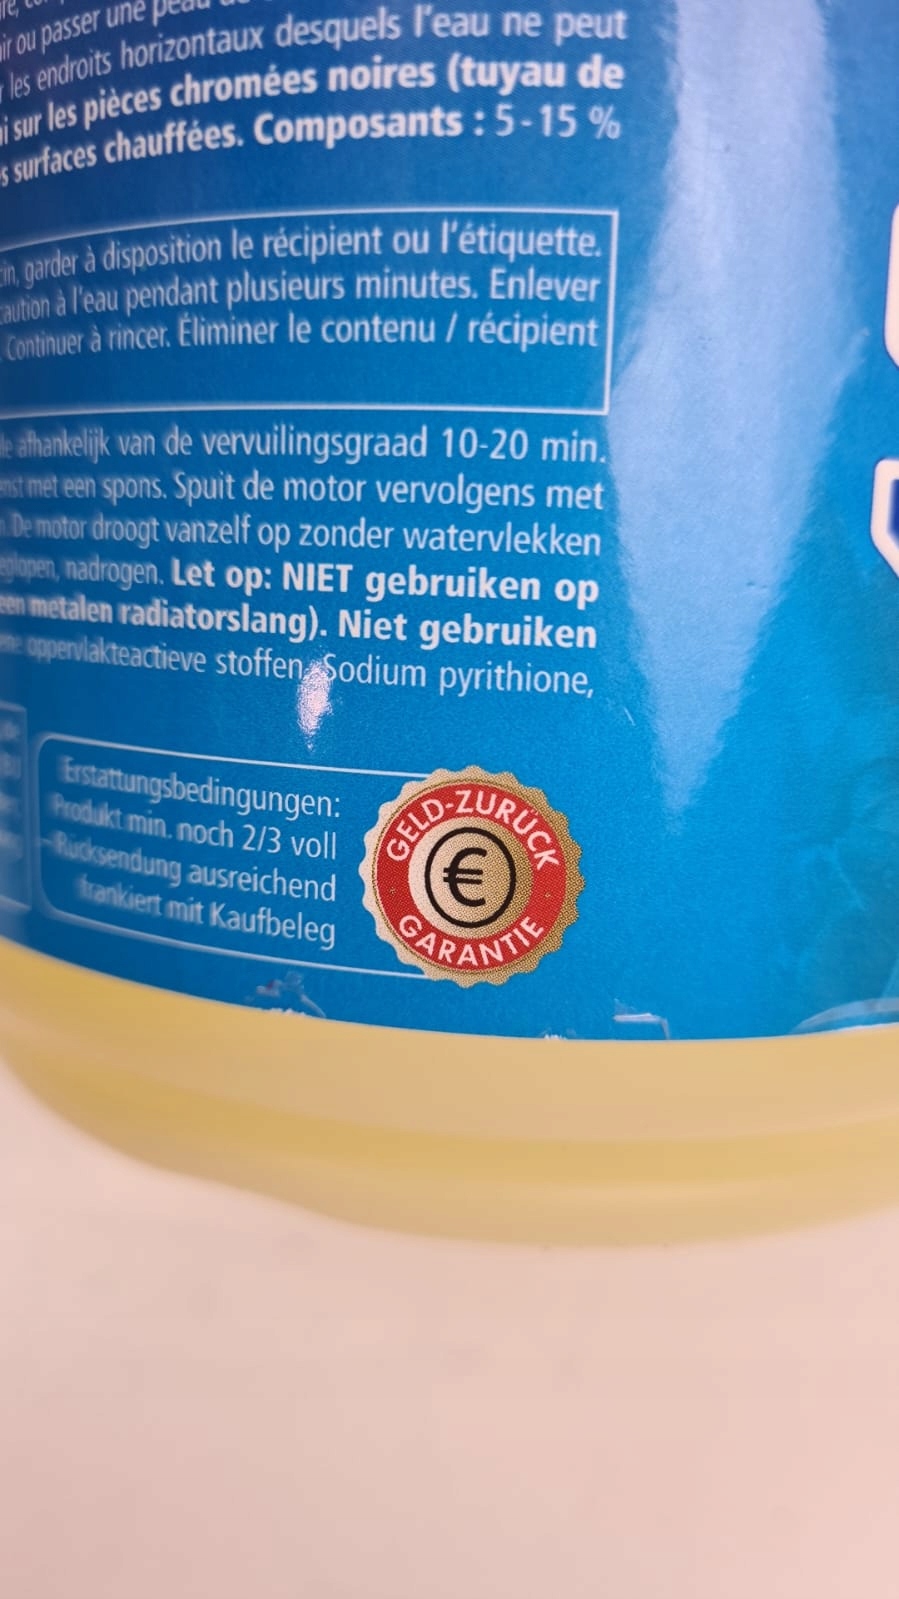 ir ou passer une peau
les endroits horizontaux desquels l'eau ne peut
sur les pièces chromées noires (tuyau de
s surfaces chauffées. Composants : 5-15 %
in, garder à disposition le récipient ou l'étiquette.
aution à l'eau pendant plusieurs minutes. Enlever
Continuer à rincer. Éliminer le contenu / récipient
afhankelijk van de vervuilingsgraad 10-20 min.
met een spons. Spuit de motor vervolgens met
De motor droogt vanzelf op zonder watervlekken
nadrogen. Let op: NIET gebruiken op
een metalen radiatorslang). Niet gebruiken
oppervlakteactieve stoffen, Sodium pyrithione,
Erstattungsbedingungen:
Produkt min. noch 2/3 voll
Rücksendung ausreichend
frankiert mit Kaufbeleg
GELD-ZURÜCK
€
GARANTIE